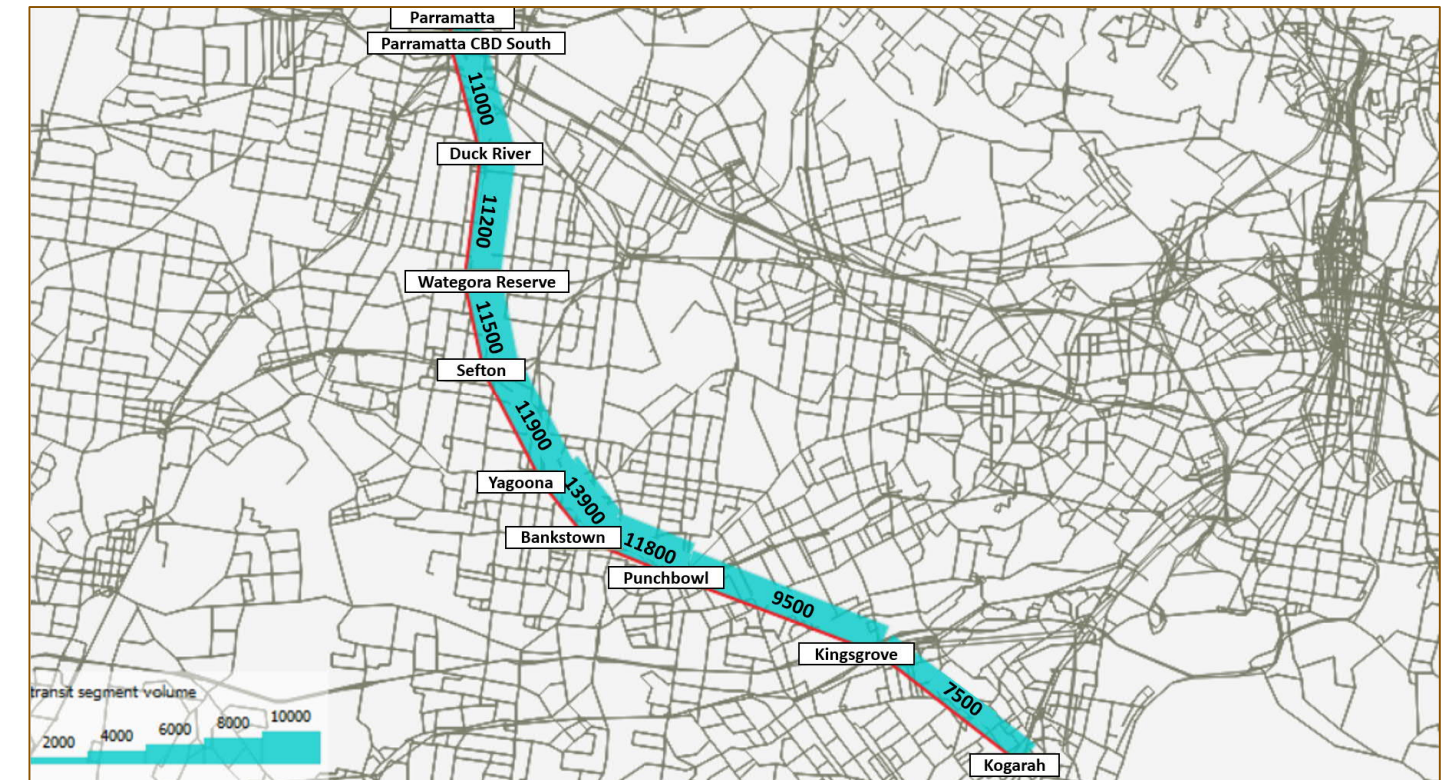 Parramatta
Parramatta CBD South
11000
Duck River
11200
Wategora Reserve
11500
Sefton
11900
Yagoona
13900
Bankstown
11800
Punchbowl
9500
Kingsgrove
7500
Kogarah
transit segment volume
2000 4000 6000 8000 10000